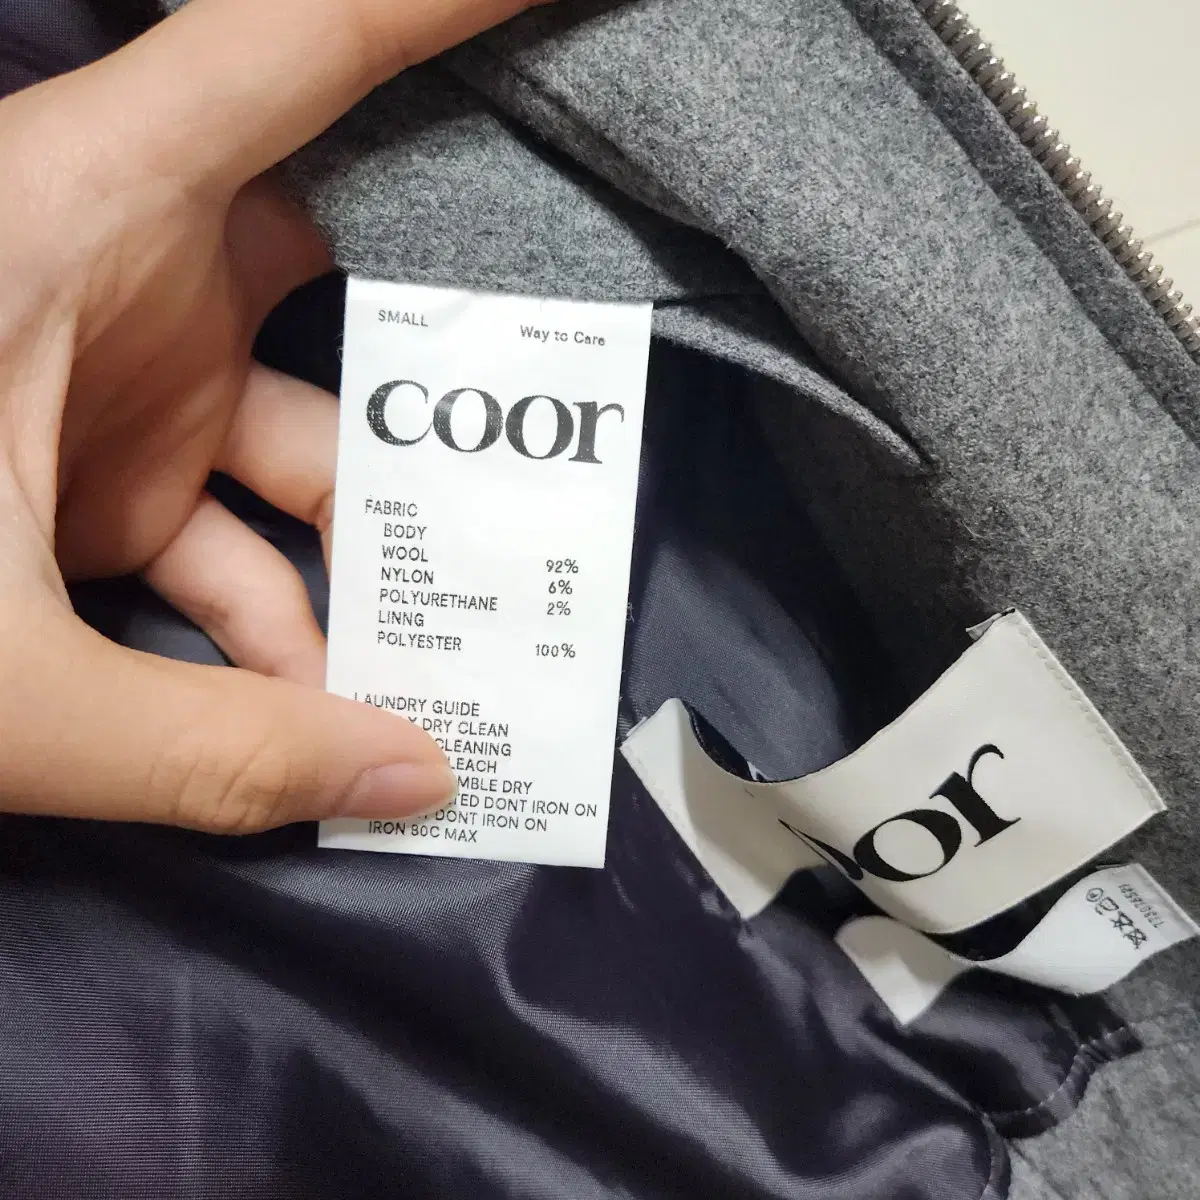 SMALL
Way to Care
coor
FABRIC
BODY
WOOL 92%
NYLON 6%
POLYURETHANE 2%
LINNG
POLYESTER 100%
LAUNDRY GUIDE
DRY CLEAN
CLEANING
LEACH
MBLE DRY
TED DONT IRON ON
DONT IRON ON
IRON 80C MAX
oor